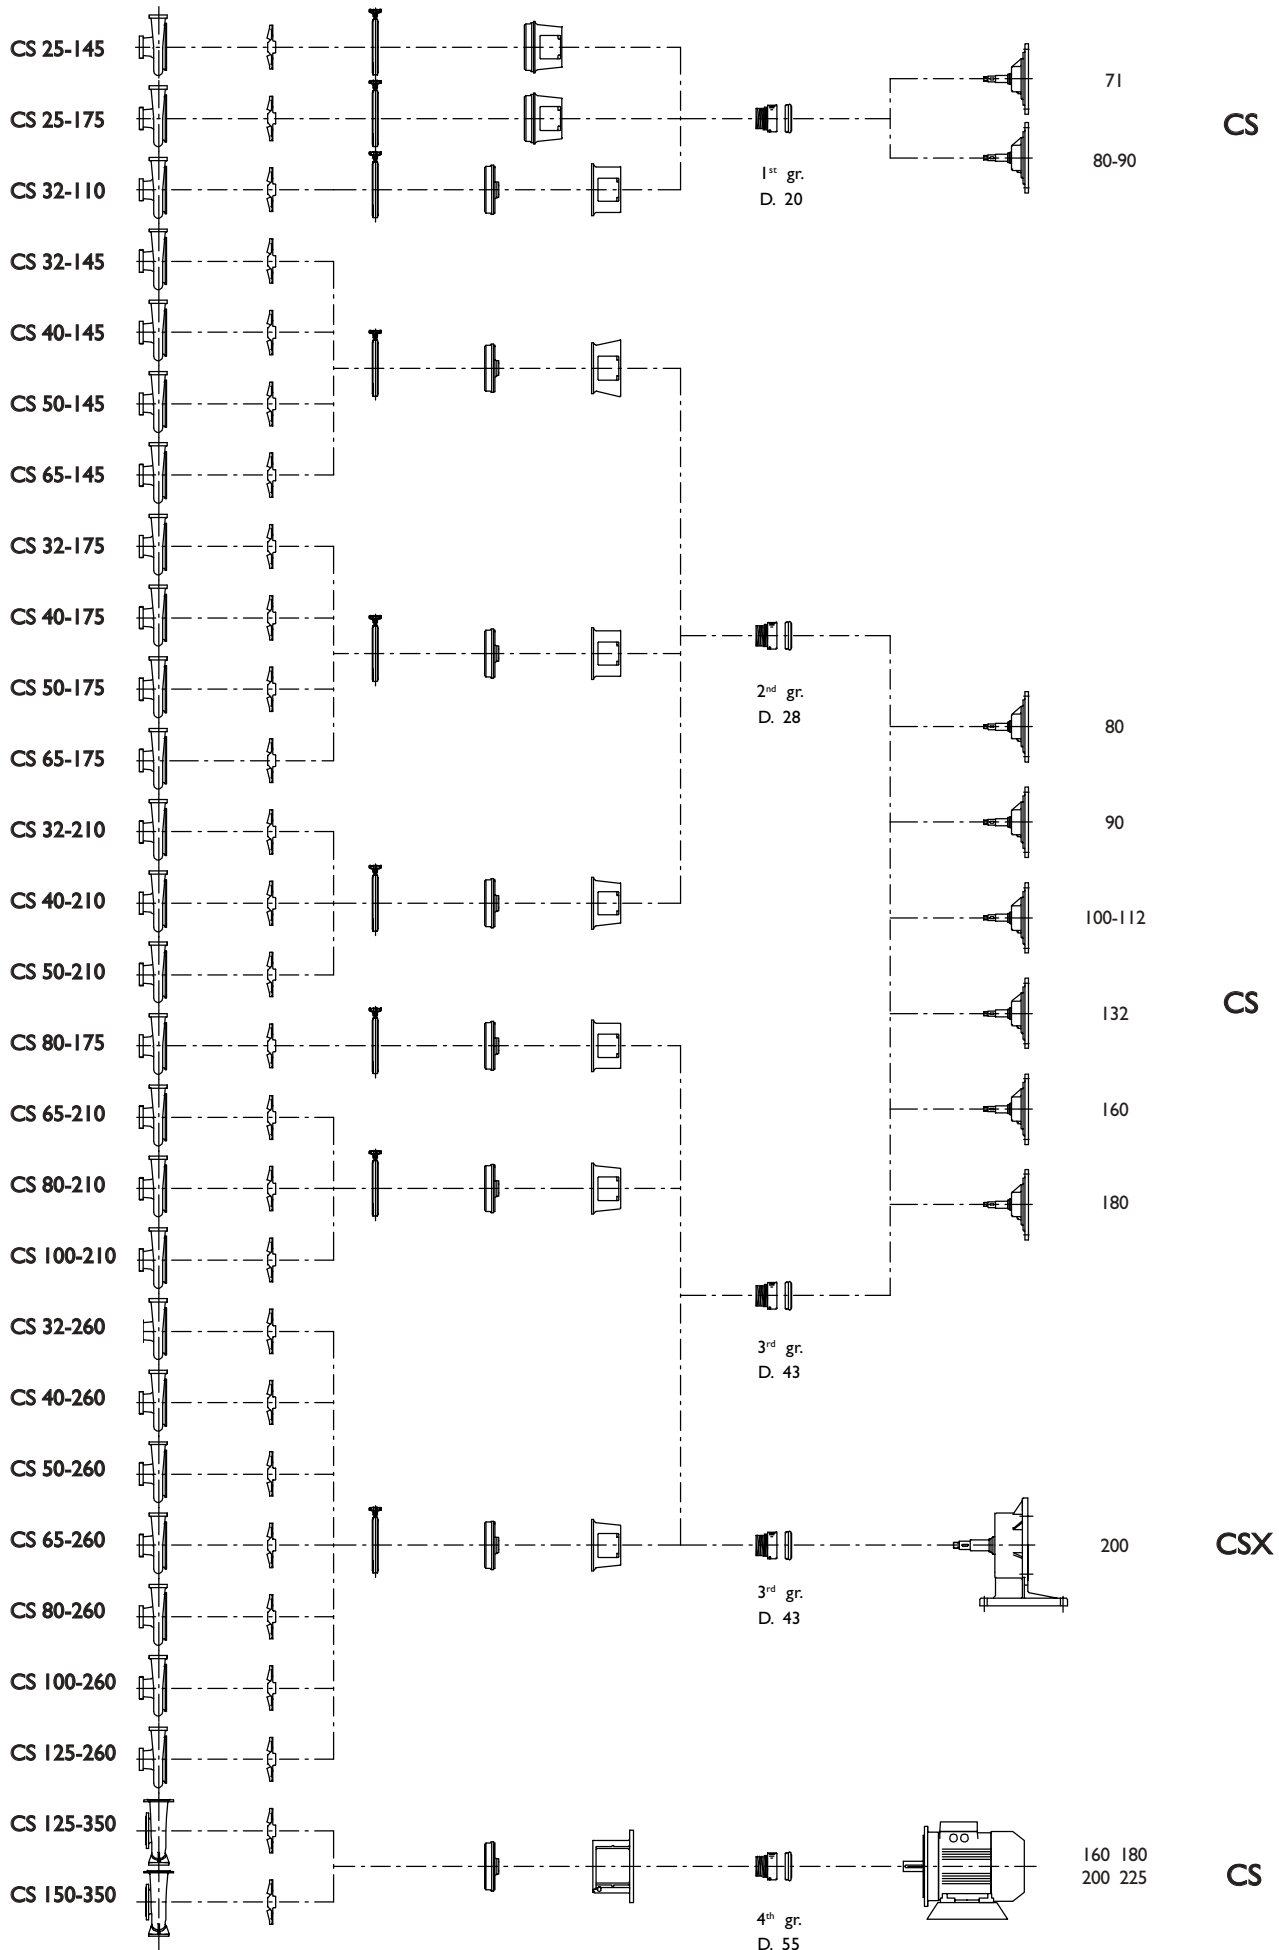 CS 25-145
71
CS 25-175
CS
80-90
1st gr.
CS 32-110
D. 20
CS 32-145
CS 40-145
CS 50-145
CS 65-145
CS 32-175
CS 40-175
CS 50-175
2nd gr.
D. 28
80
CS 65-175
90
CS 32-210
CS 40-210
100-112
CS 50-210
CS
132
CS 80-175
160
CS 65-210
CS 80-210
180
CS 100-210
CS 32-260
3rd gr.
D. 43
CS 40-260
CS 50-260
CS 65-260
200
CSX
3rd gr.
CS 80-260
D. 43
CS 100-260
CS 125-260
CS 125-350
160 180
200 225
CS
CS 150-350
4th gr.
D. 55